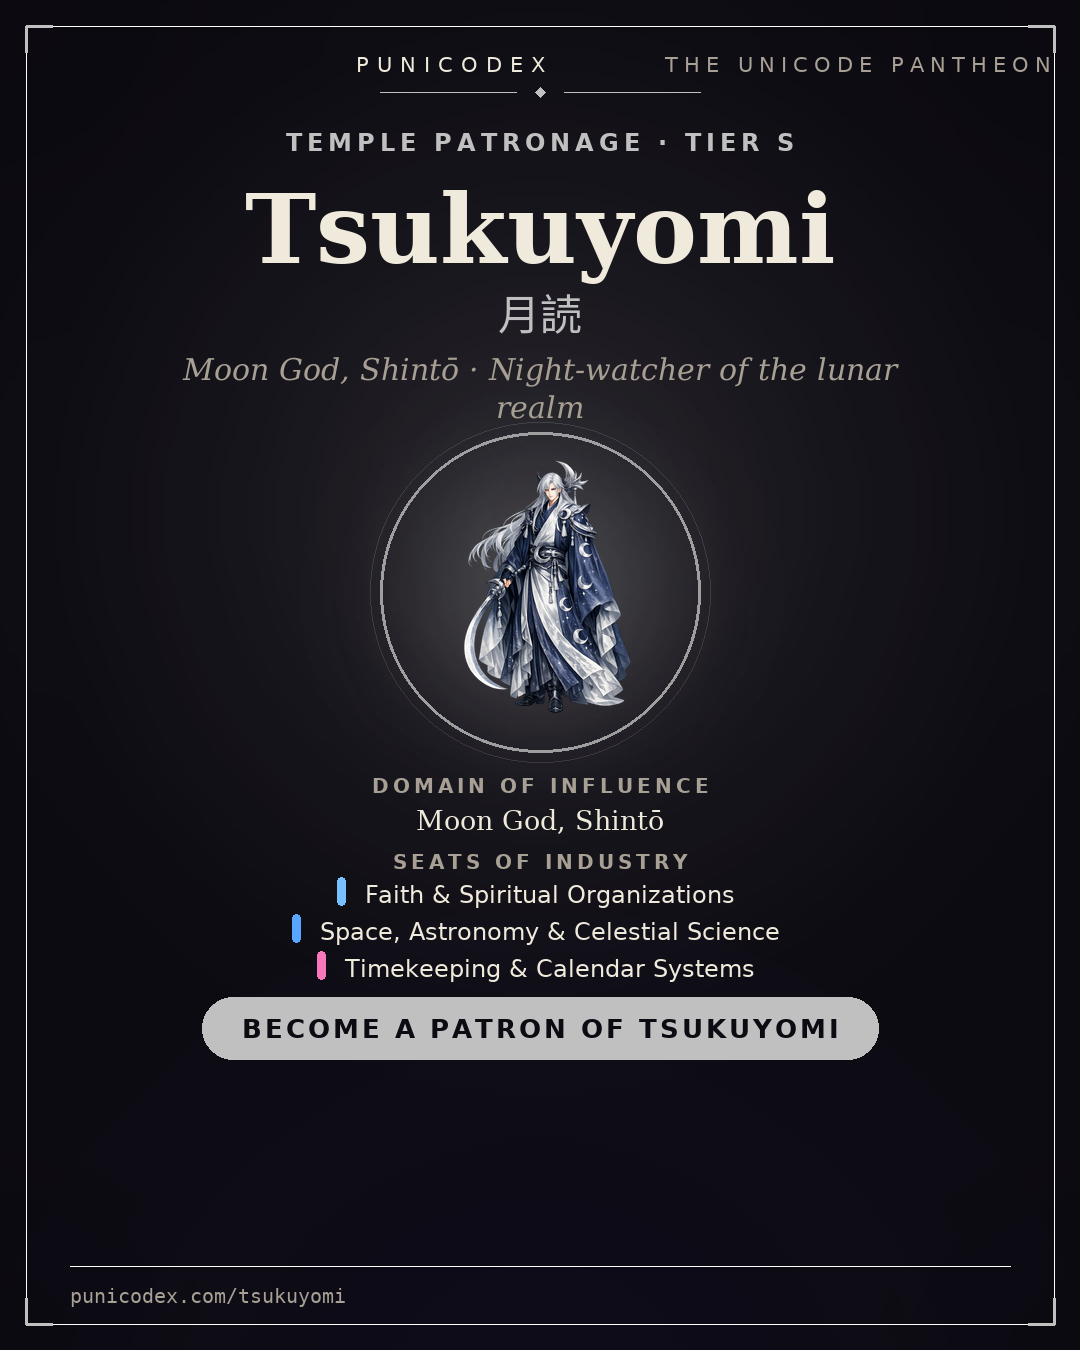 PUNICODEX THE UNICODE PANTHEON
TEMPLE PATRONAGE · TIER S
Tsukuyomi
月読
Moon God, Shintō · Night-watcher of the lunar
realm
DOMAIN OF INFLUENCE
Moon God, Shintō
SEATS OF INDUSTRY
Faith & Spiritual Organizations
Space, Astronomy & Celestial Science
Timekeeping & Calendar Systems
BECOME A PATRON OF TSUKUYOMI
punicodex.com/tsukuyomi